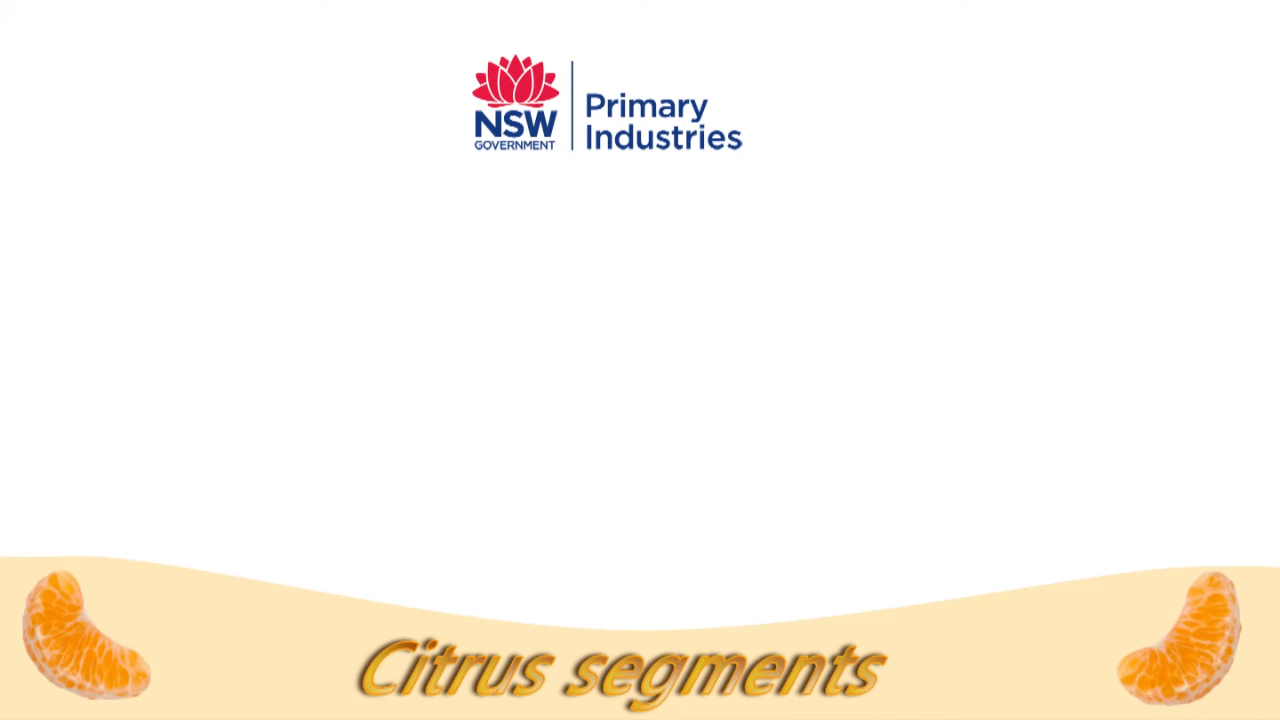 NSW
GOVERNMENT
Primary
Industries
Citrus segments